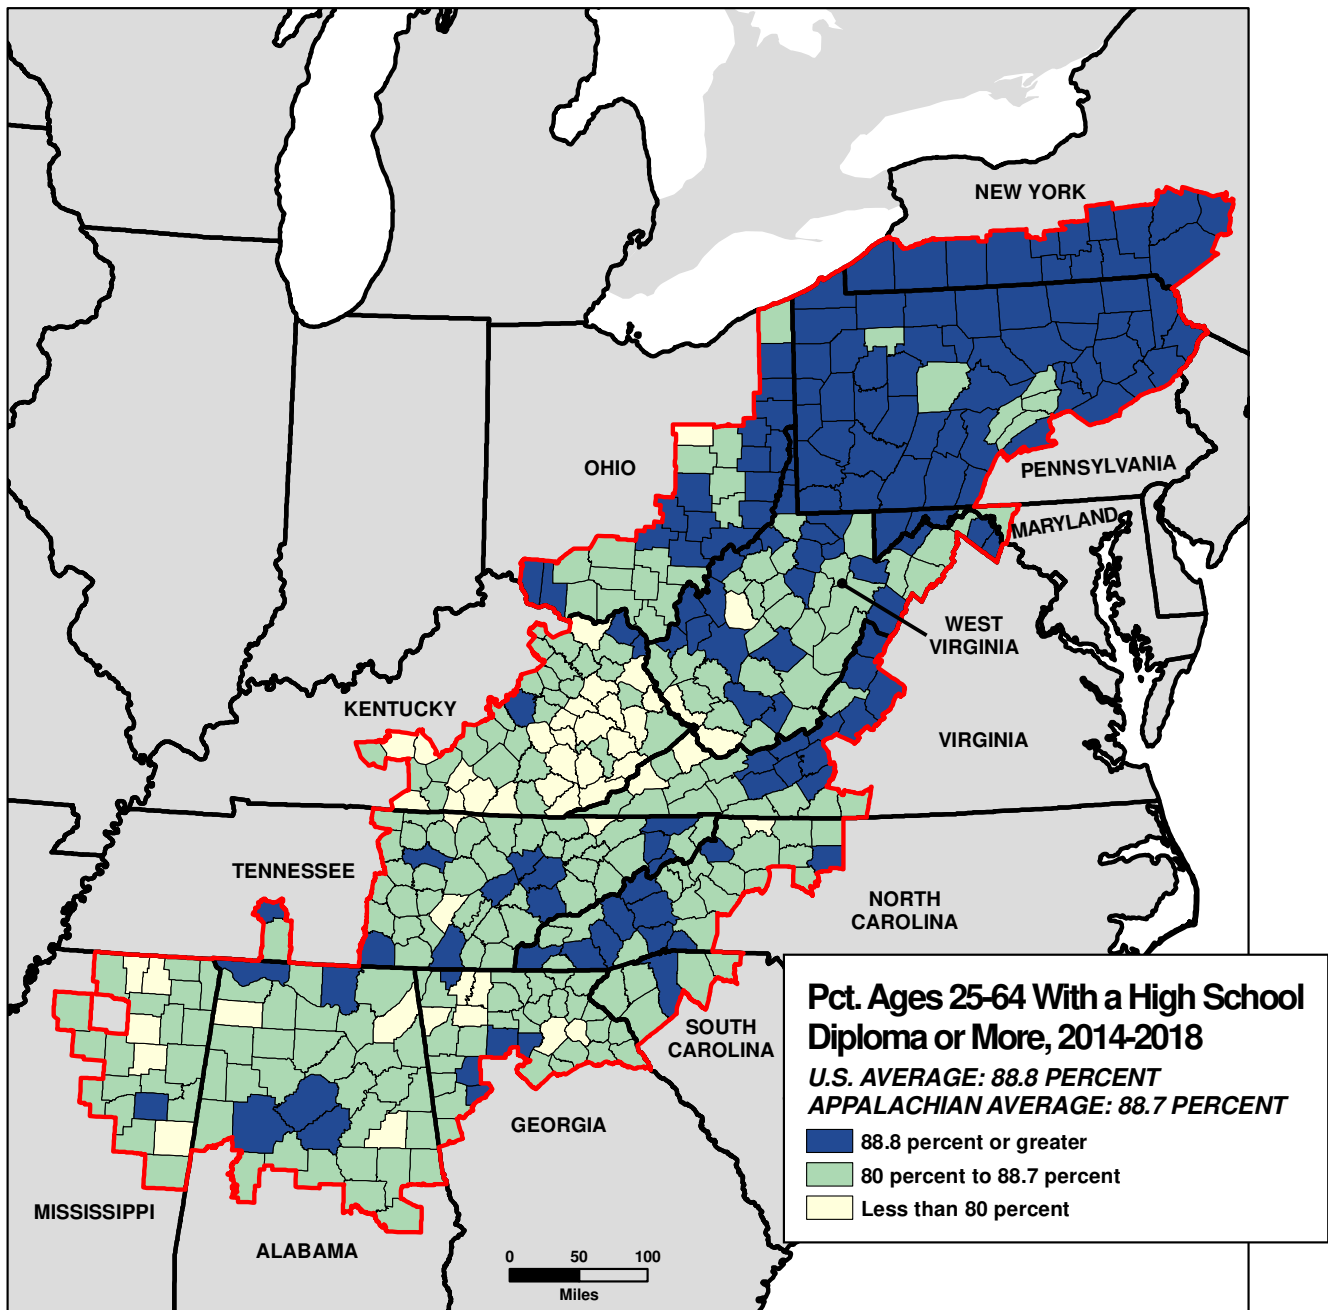 NEW YORK
OHIO
PENNSYLVANIA
MARYLAND
WEST
VIRGINIA
KENTUCKY
VIRGINIA
TENNESSEE
NORTH
CAROLINA
SOUTH
CAROLINA
GEORGIA
MISSISSIPPI
ALABAMA
Pct. Ages 25-64 With a High School
Diploma or More, 2014-2018
U.S. AVERAGE: 88.8 PERCENT
APPALACHIAN AVERAGE: 88.7 PERCENT
88.8 percent or greater
80 percent to 88.7 percent
Less than 80 percent
0 50 100
Miles